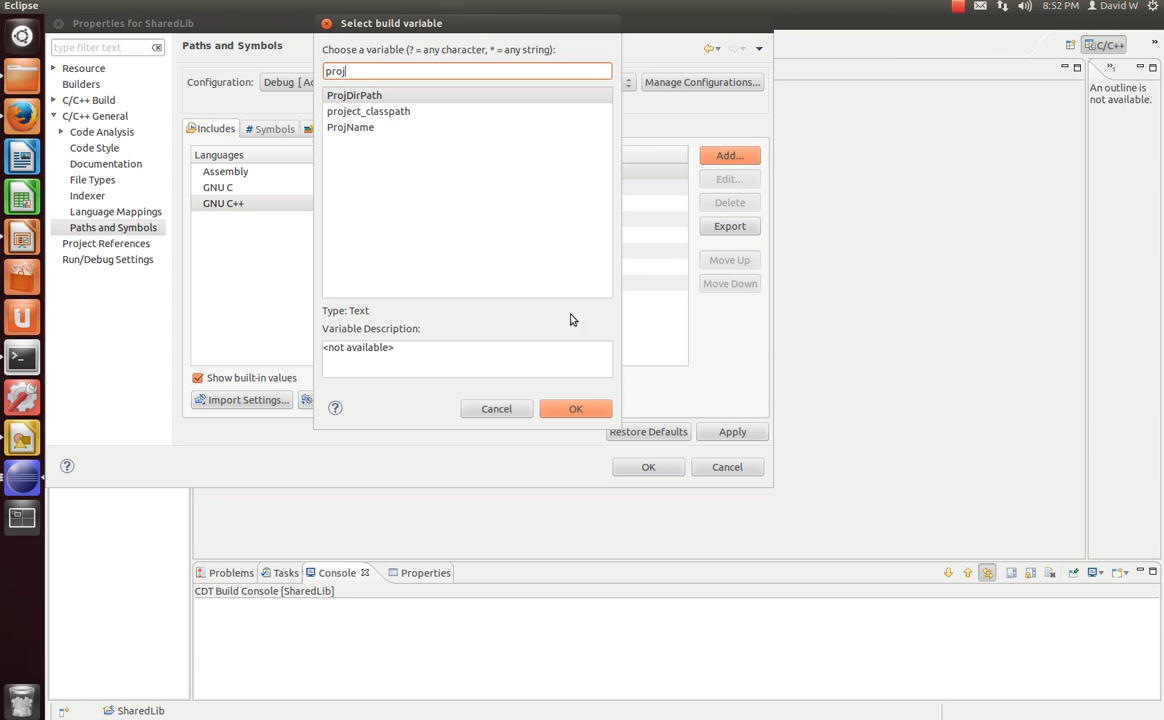 Eclipse
8:52 PM
David W
Properties for SharedLib
Select build variable
type filter text
Resource
Builders
C/C++ Build
C/C++ General
Code Analysis
Code Style
Documentation
File Types
Indexer
Language Mappings
Paths and Symbols
Project References
Run/Debug Settings
Paths and Symbols
Configuration:
Debug [ Ac
Manage Configurations...
Includes
# Symbols
Languages
Assembly
GNU C
GNU C++
Show built-in values
Import Settings...
Choose a variable (? = any character, * = any string):
proj
ProjDirPath
project_classpath
ProjName
Type: Text
Variable Description:
<not available>
Cancel
OK
Add...
Edit...
Delete
Export
Move Up
Move Down
Restore Defaults
Apply
OK
Cancel
C/C++
An outline is
not available.
Problems
Tasks
Console
Properties
CDT Build Console [SharedLib]
SharedLib